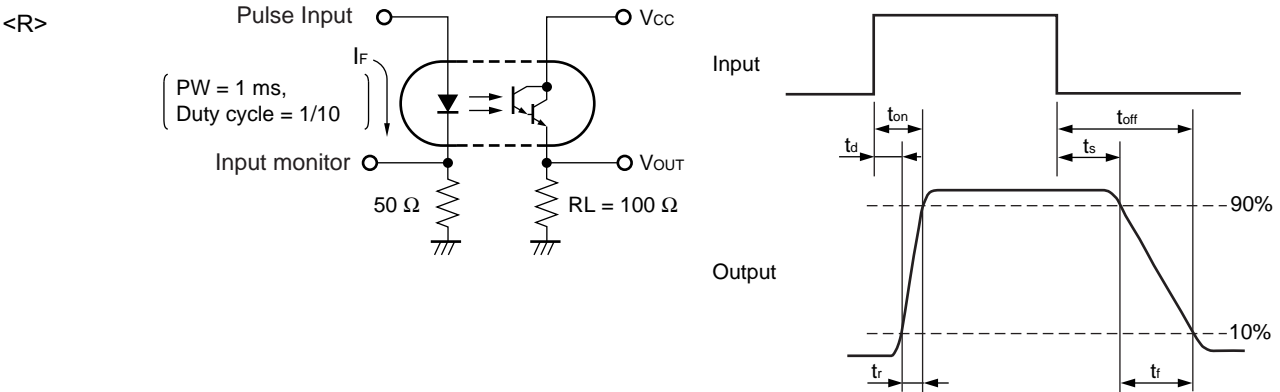 <R>
Pulse Input
VCC
IF
PW = 1 ms,
Duty cycle = 1/10
Input monitor
VOUT
50 Ω
RL = 100 Ω
Input
ton
toff
td
ts
90%
Output
10%
tr
tf